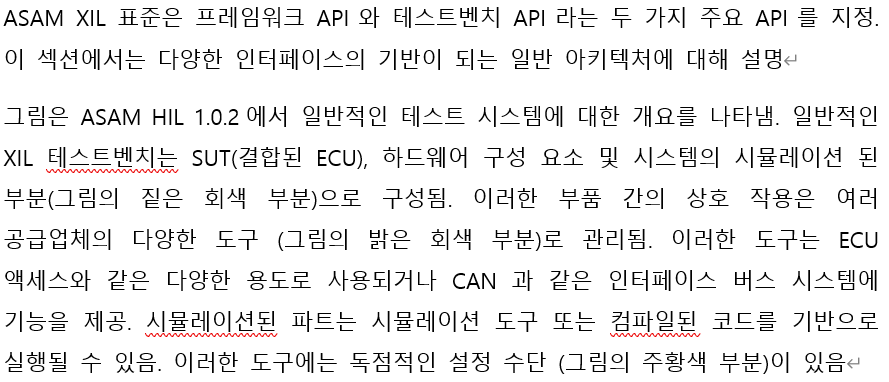 ASAM XIL 표준은 프레임워크 API 와 테스트벤치 API 라는 두 가지 주요 API 를 지정.
이 섹션에서는 다양한 인터페이스의 기반이 되는 일반 아키텍처에 대해 설명↵
그림은 ASAM HIL 1.0.2 에서 일반적인 테스트 시스템에 대한 개요를 나타냄. 일반적인
XIL 테스트벤치는 SUT(결합된 ECU), 하드웨어 구성 요소 및 시스템의 시뮬레이션 된
부분(그림의 짙은 회색 부분)으로 구성됨. 이러한 부품 간의 상호 작용은 여러
공급업체의 다양한 도구 (그림의 밝은 회색 부분)로 관리됨. 이러한 도구는 ECU
액세스와 같은 다양한 용도로 사용되거나 CAN 과 같은 인터페이스 버스 시스템에
기능을 제공. 시뮬레이션된 파트는 시뮬레이션 도구 또는 컴파일된 코드를 기반으로
실행될 수 있음. 이러한 도구에는 독점적인 설정 수단 (그림의 주황색 부분)이 있음↵